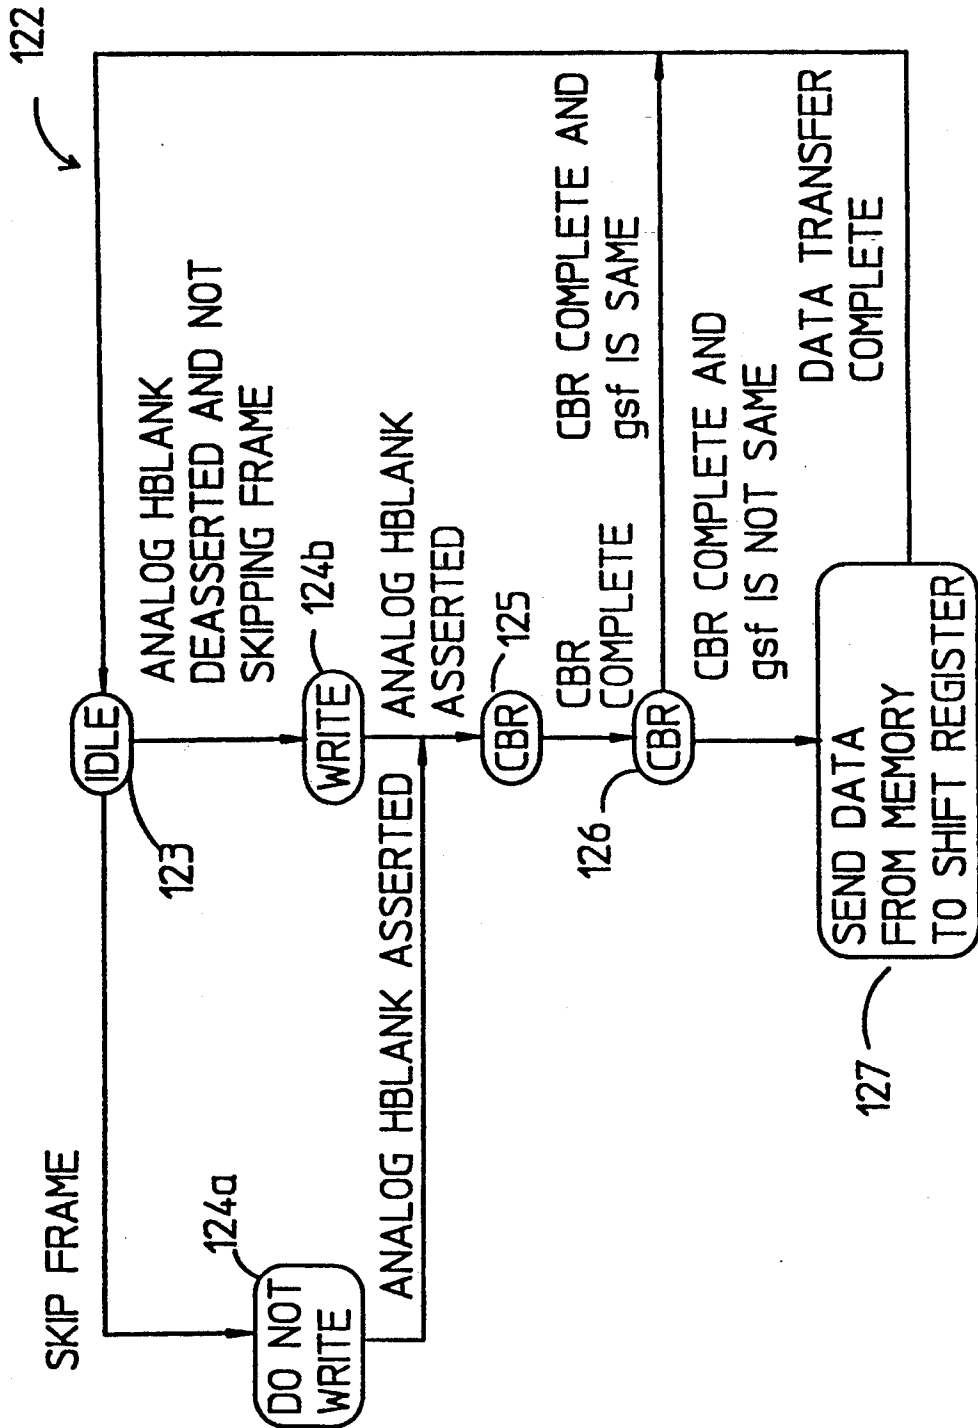 122
SKIP FRAME
IDLE
123
ANALOG HBLANK
DEASSERTED AND NOT
SKIPPING FRAME
124a
DO NOT
WRITE
WRITE
124b
ANALOG HBLANK ASSERTED
ANALOG HBLANK
ASSERTED
CBR
125
CBR
COMPLETE
126
CBR
CBR COMPLETE AND
gsf IS SAME
CBR COMPLETE AND
gsf IS NOT SAME
SEND DATA
FROM MEMORY
TO SHIFT REGISTER
127
DATA TRANSFER
COMPLETE